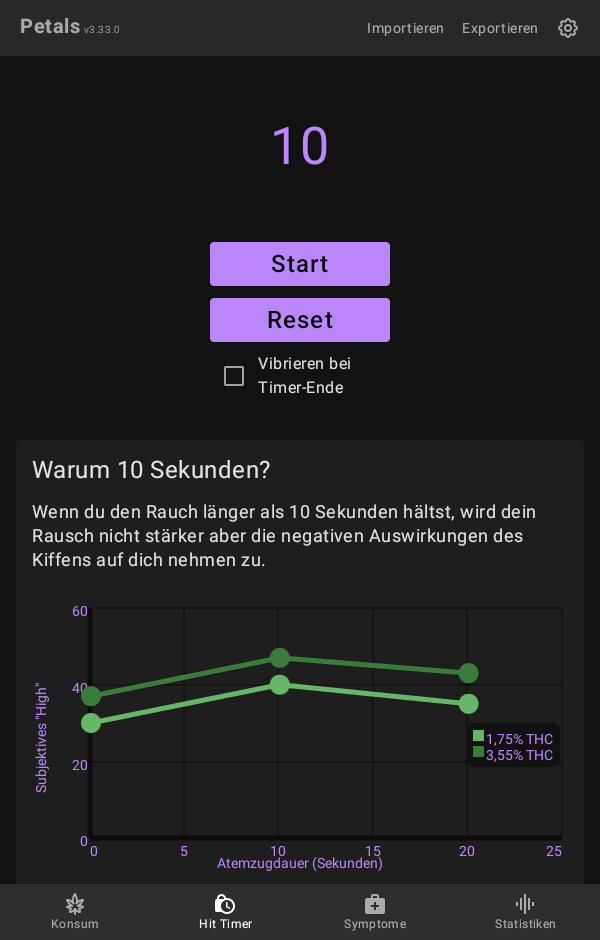 Petals v3.33.0
Importieren Exportieren
10
Start
Reset
Vibrieren bei
Timer-Ende
Warum 10 Sekunden?
Wenn du den Rauch länger als 10 Sekunden hältst, wird dein
Rausch nicht stärker aber die negativen Auswirkungen des
Kiffens auf dich nehmen zu.
Subjektives "High"
60
40
20
0
1,75% THC
3,55% THC
0 5 10 15 20 25
Atemzugdauer (Sekunden)
Konsum Hit Timer Symptome Statistiken